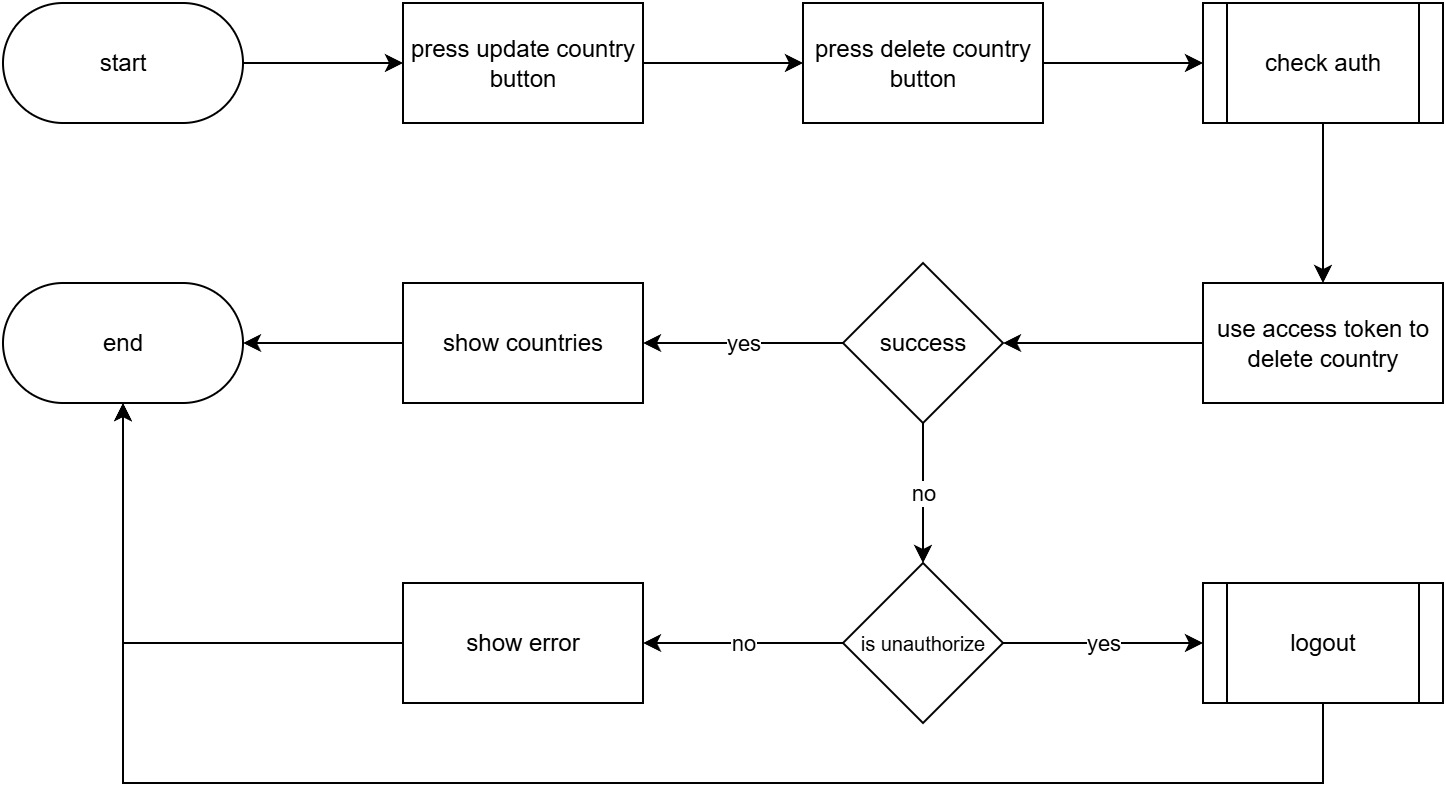 start
press update country
button
press delete country
button
check auth
end
show countries
yes
success
use access token to
delete country
no
show error
no
is unauthorize
yes
logout